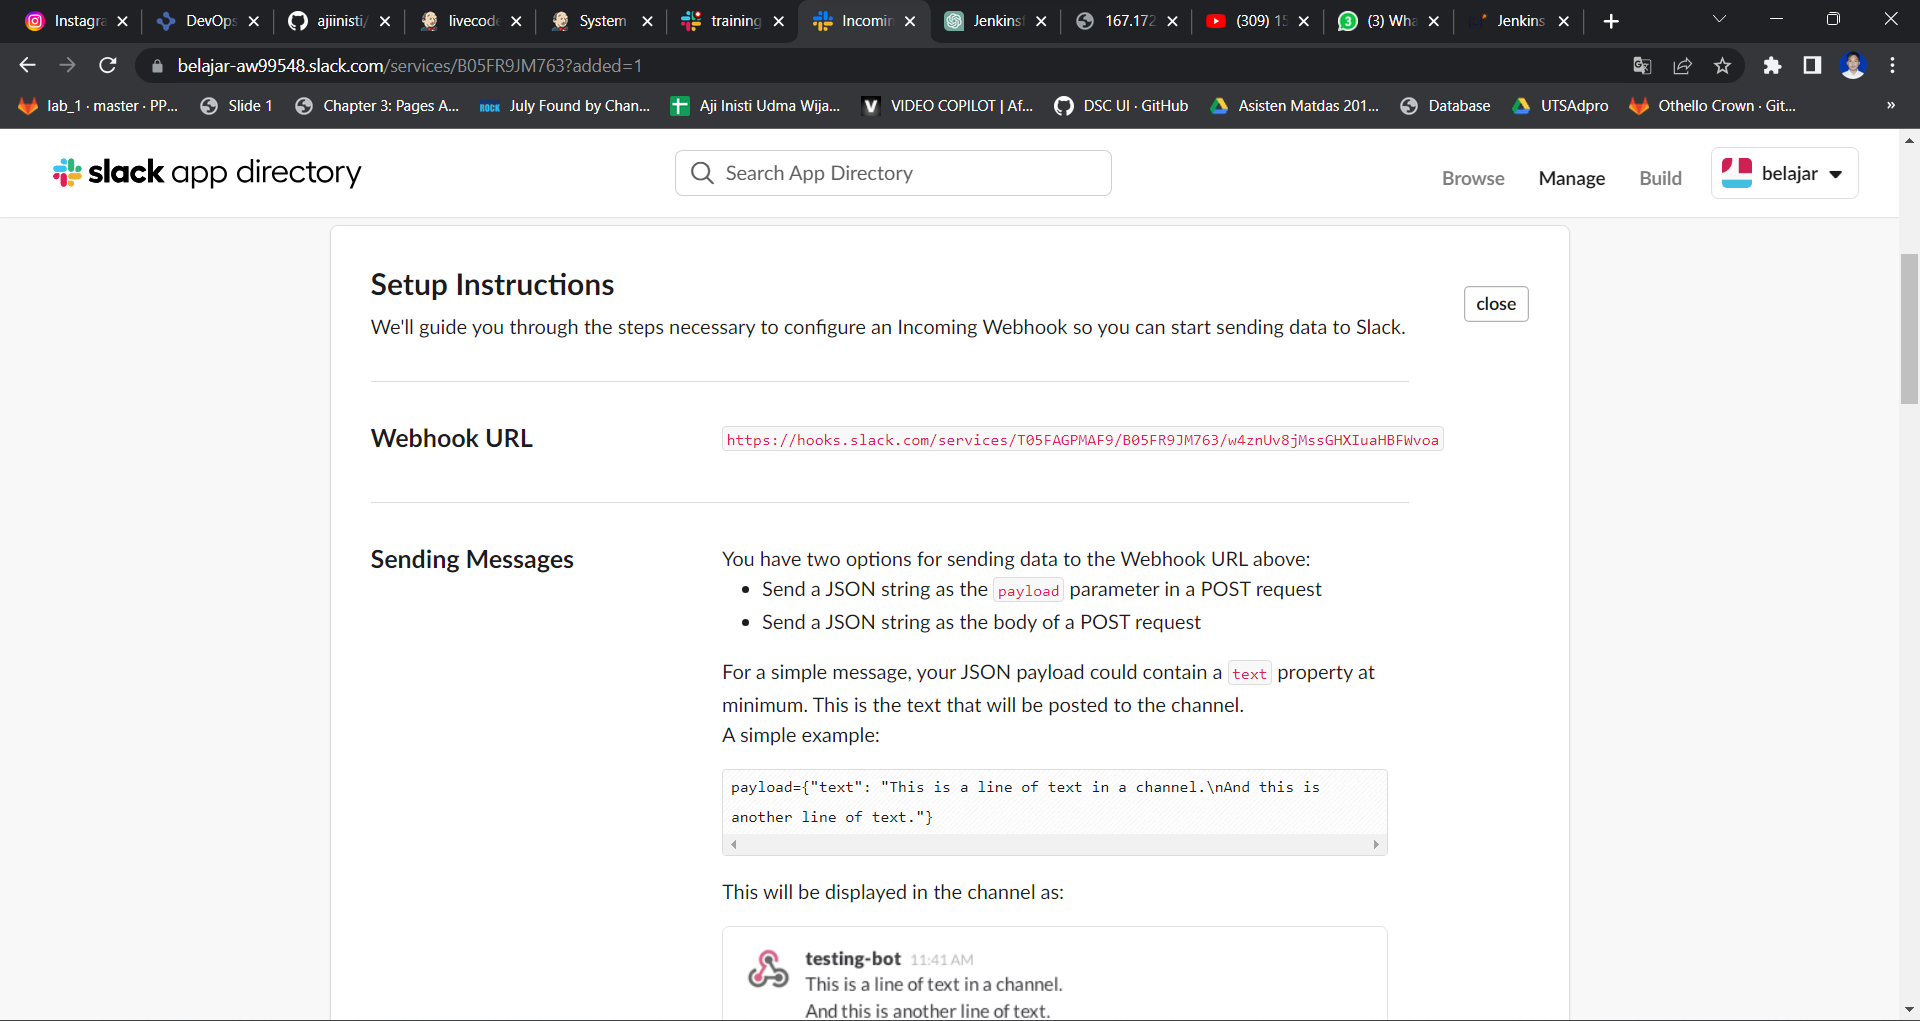 Instagra
DevOps
ajiinisti/
livecode
System
training
Incomin
Jenkinsf
167.172
(309) 15
(3) Wha
Jenkins
belajar-aw99548.slack.com/services/B05FR9JM763?added=1
lab_1 · master · PP...
Slide 1
Chapter 3: Pages A...
ROCK
July Found by Chan...
Aji Inisti Udma Wija...
V
VIDEO COPILOT | Af...
DSC UI · GitHub
Asisten Matdas 201...
Database
UTSAdpro
Othello Crown · Git...
»
slack app directory
Search App Directory
Browse
Manage
Build
belajar
Setup Instructions
close
We'll guide you through the steps necessary to configure an Incoming Webhook so you can start sending data to Slack.
Webhook URL
https://hooks.slack.com/services/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
Sending Messages
You have two options for sending data to the Webhook URL above:
• Send a JSON string as the payload parameter in a POST request
• Send a JSON string as the body of a POST request
For a simple message, your JSON payload could contain a text property at
minimum. This is the text that will be posted to the channel.
A simple example:
payload={"text": "This is a line of text in a channel.\nAnd this is
another line of text."}
This will be displayed in the channel as:
testing-bot 11:41 AM
This is a line of text in a channel.
And this is another line of text.